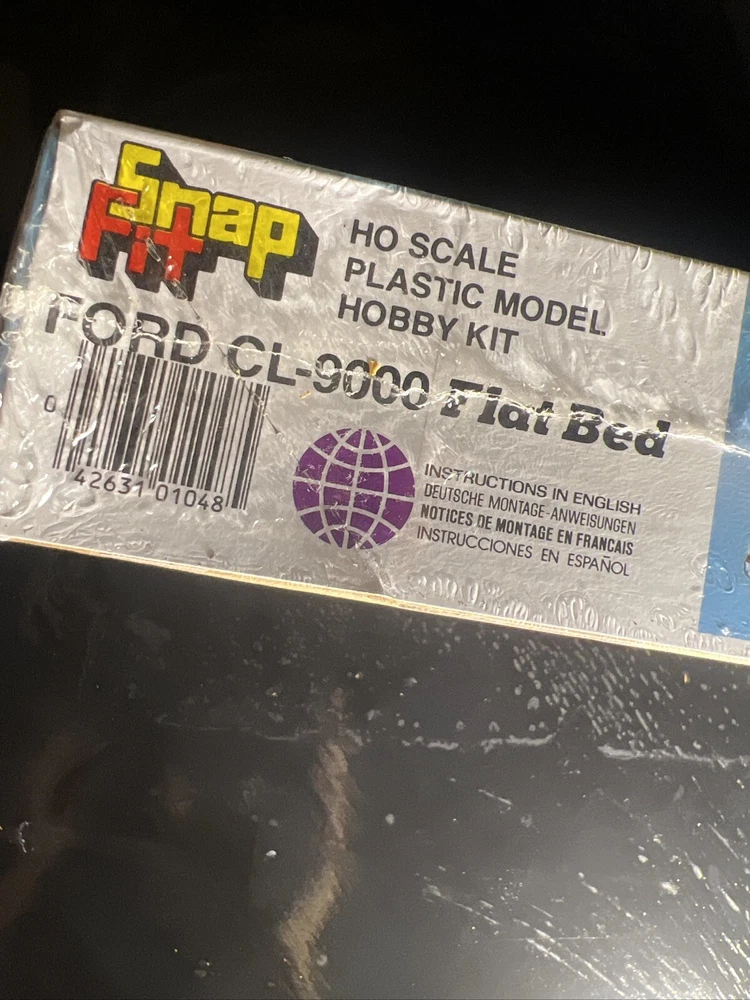 Snap
Fit
HO SCALE
PLASTIC MODEL
HOBBY KIT
FORD CL-9000 Flat Bed
0
42631 01048
INSTRUCTIONS IN ENGLISH
DEUTSCHE MONTAGE-ANWEISUNGEN
NOTICES DE MONTAGE EN FRANCAIS
INSTRUCCIONES EN ESPAÑOL